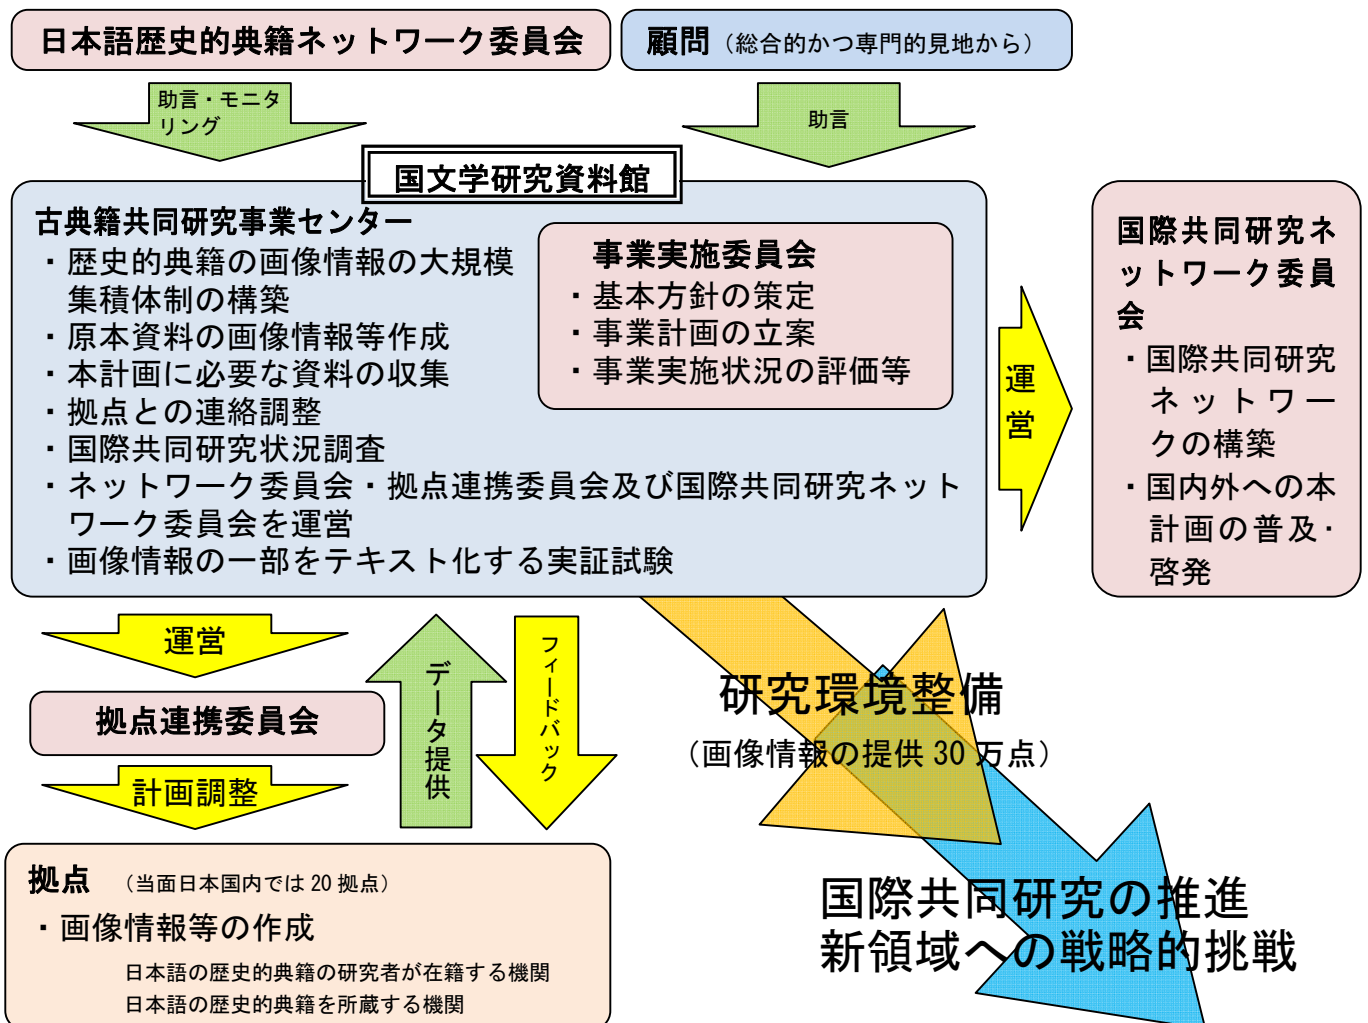 日本語歴史的典籍ネットワーク委員会
顧問（総合的かつ専門的見地から）
助言・モニタ
リング
助言
国文学研究資料館
古典籍共同研究事業センター
・歴史的典籍の画像情報の大規模
集積体制の構築
・原本資料の画像情報等作成
・本計画に必要な資料の収集
・拠点との連絡調整
・国際共同研究状況調査
・ネットワーク委員会・拠点連携委員会及び国際共同研究ネット
ワーク委員会を運営
・画像情報の一部をテキスト化する実証試験
事業実施委員会
・基本方針の策定
・事業計画の立案
・事業実施状況の評価等
運営
国際共同研究ネ
ットワーク委員
会
・国際共同研究
ネットワー
クの構築
・国内外への本
計画の普及・
啓発
運営
拠点連携委員会
計画調整
データ提供
フィードバック
研究環境整備
（画像情報の提供 30 万点）
国際共同研究の推進
新領域への戦略的挑戦
拠点 （当面日本国内では 20 拠点）
・画像情報等の作成
日本語の歴史的典籍の研究者が在籍する機関
日本語の歴史的典籍を所蔵する機関